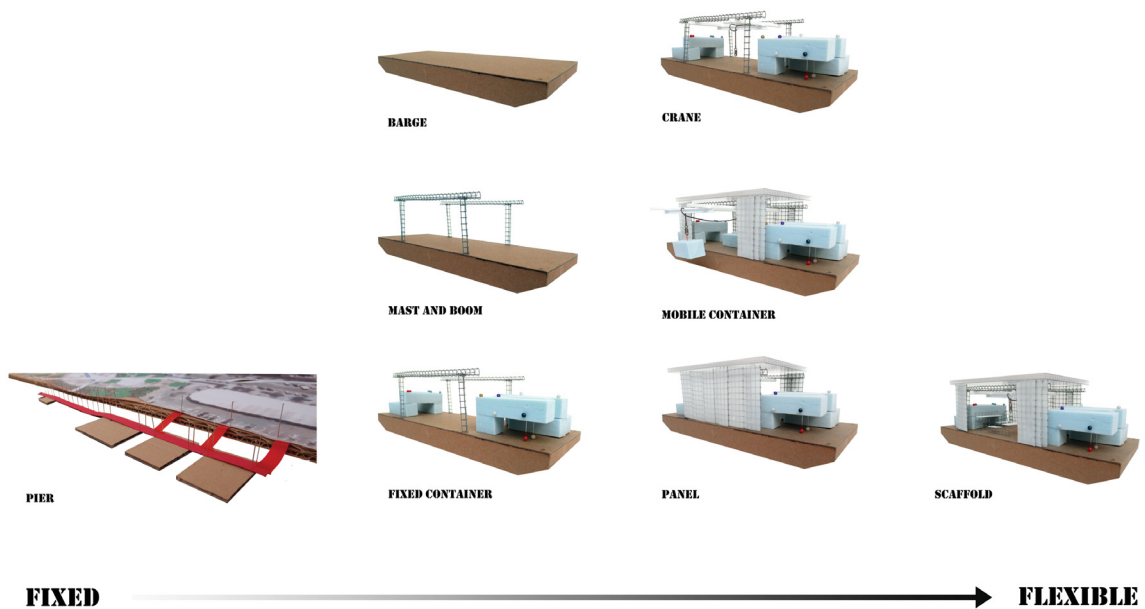 BARGE
CRANE
MAST AND BOOM
MOBILE CONTAINER
PIER
FIXED CONTAINER
PANEL
SCAFFOLD
FIXED
FLEXIBLE